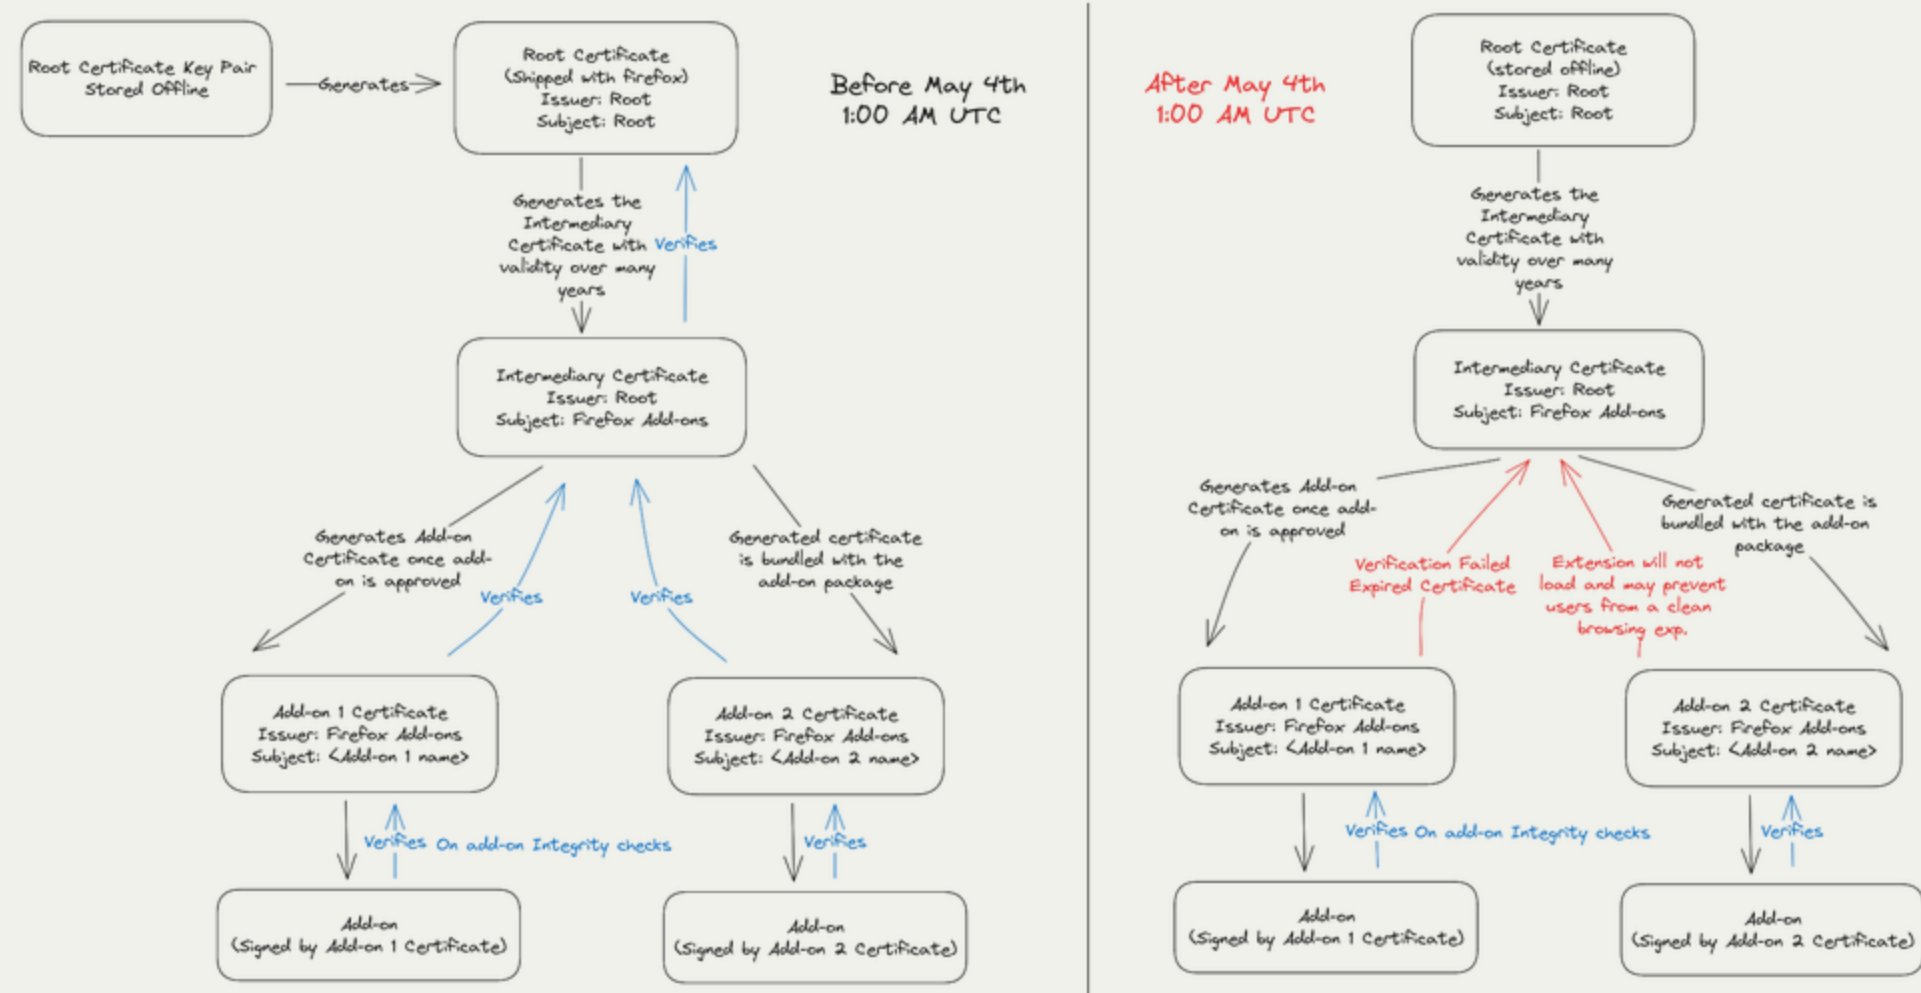 Root Certificate Key Pair
Stored Offline
Generates
Root Certificate
(Shipped with firefox)
Issuer: Root
Subject: Root
Before May 4th
1:00 AM UTC
Generates the
Intermediary
Certificate with
validity over many
years
Verifies
Intermediary Certificate
Issuer: Root
Subject: Firefox Add-ons
Generates Add-on
Certificate once add-
on is approved
Verifies
Verifies
Generated certificate
is bundled with the
add-on package
Add-on 1 Certificate
Issuer: Firefox Add-ons
Subject: <Add-on 1 name>
Add-on 2 Certificate
Issuer: Firefox Add-ons
Subject: <Add-on 2 name>
Verifies
On add-on Integrity checks
Verifies
Add-on
(Signed by Add-on 1 Certificate)
Add-on
(Signed by Add-on 2 Certificate)
After May 4th
1:00 AM UTC
Root Certificate
(stored offline)
Issuer: Root
Subject: Root
Generates the
Intermediary
Certificate with
validity over many
years
Intermediary Certificate
Issuer: Root
Subject: Firefox Add-ons
Generates Add-on
Certificate once add-
on is approved
Verification Failed
Expired Certificate
Extension will not
load and may prevent
users from a clean
browsing exp.
Generated certificate is
bundled with the add-on
package
Add-on 1 Certificate
Issuer: Firefox Add-ons
Subject: <Add-on 1 name>
Add-on 2 Certificate
Issuer: Firefox Add-ons
Subject: <Add-on 2 name>
Verifies
On add-on Integrity checks
Verifies
Add-on
(Signed by Add-on 1 Certificate)
Add-on
(Signed by Add-on 2 Certificate)